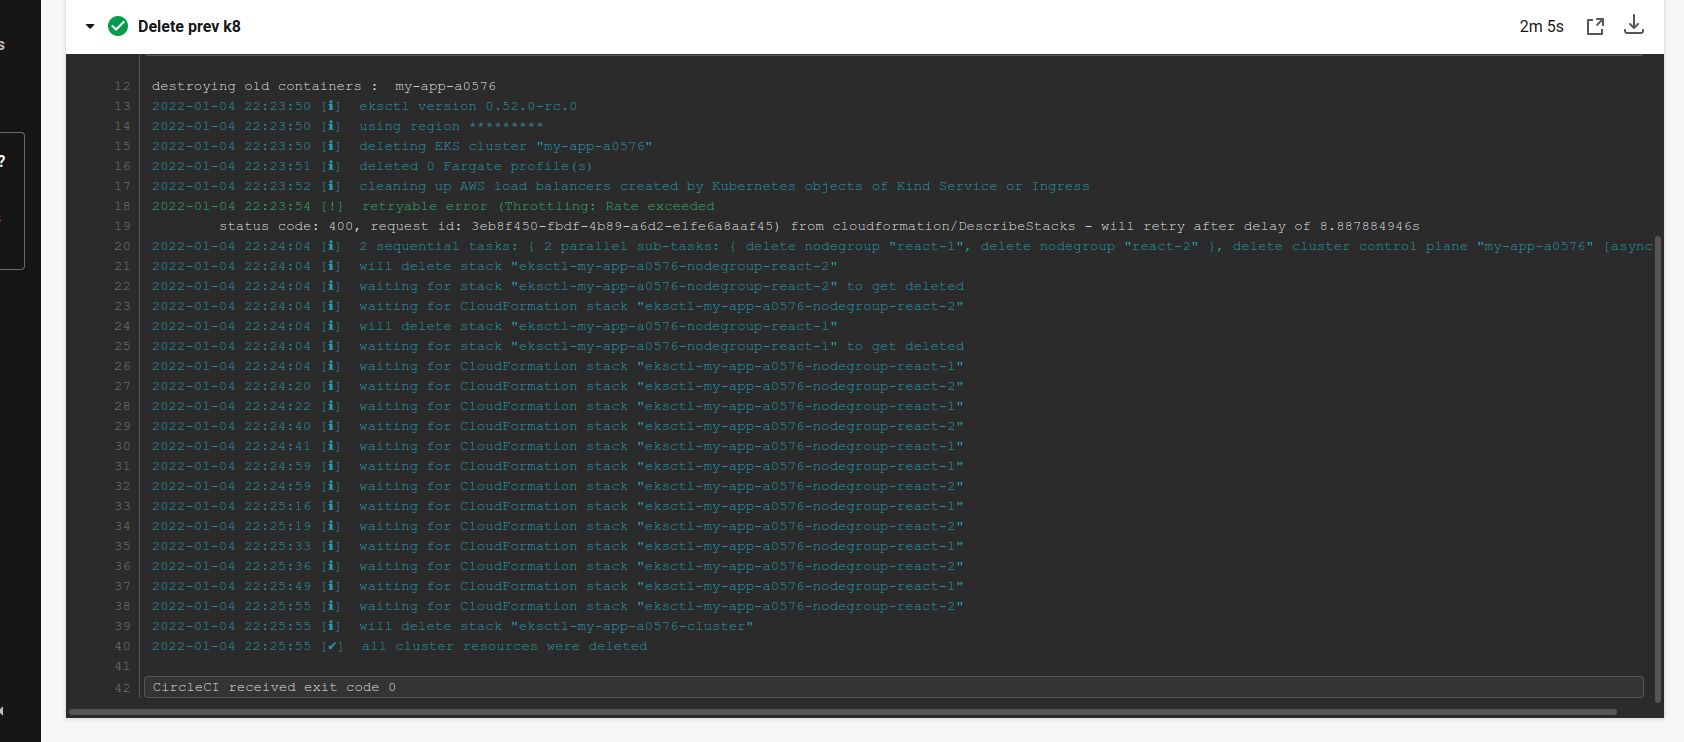 s
?
Delete prev k8
2m 5s
12 destroying old containers : my-app-a0576
13 2022-01-04 22:23:50 [ℹ] eksctl version 0.52.0-rc.0
14 2022-01-04 22:23:50 [ℹ] using region *********
15 2022-01-04 22:23:50 [ℹ] deleting EKS cluster "my-app-a0576"
16 2022-01-04 22:23:51 [ℹ] deleted 0 Fargate profile(s)
17 2022-01-04 22:23:52 [ℹ] cleaning up AWS load balancers created by Kubernetes objects of Kind Service or Ingress
18 2022-01-04 22:23:54 [!] retryable error (Throttling: Rate exceeded
19 status code: 400, request id: 3eb8f450-fbdf-4b89-a6d2-e1fe6a8aaf45) from cloudformation/DescribeStacks - will retry after delay of 8.887884946s
20 2022-01-04 22:24:04 [ℹ] 2 sequential tasks: { 2 parallel sub-tasks: { delete nodegroup "react-1", delete nodegroup "react-2" }, delete cluster control plane "my-app-a0576" [async
21 2022-01-04 22:24:04 [ℹ] will delete stack "eksctl-my-app-a0576-nodegroup-react-2"
22 2022-01-04 22:24:04 [ℹ] waiting for stack "eksctl-my-app-a0576-nodegroup-react-2" to get deleted
23 2022-01-04 22:24:04 [ℹ] waiting for CloudFormation stack "eksctl-my-app-a0576-nodegroup-react-2"
24 2022-01-04 22:24:04 [ℹ] will delete stack "eksctl-my-app-a0576-nodegroup-react-1"
25 2022-01-04 22:24:04 [ℹ] waiting for stack "eksctl-my-app-a0576-nodegroup-react-1" to get deleted
26 2022-01-04 22:24:04 [ℹ] waiting for CloudFormation stack "eksctl-my-app-a0576-nodegroup-react-1"
27 2022-01-04 22:24:20 [ℹ] waiting for CloudFormation stack "eksctl-my-app-a0576-nodegroup-react-2"
28 2022-01-04 22:24:22 [ℹ] waiting for CloudFormation stack "eksctl-my-app-a0576-nodegroup-react-1"
29 2022-01-04 22:24:40 [ℹ] waiting for CloudFormation stack "eksctl-my-app-a0576-nodegroup-react-2"
30 2022-01-04 22:24:41 [ℹ] waiting for CloudFormation stack "eksctl-my-app-a0576-nodegroup-react-1"
31 2022-01-04 22:24:59 [ℹ] waiting for CloudFormation stack "eksctl-my-app-a0576-nodegroup-react-1"
32 2022-01-04 22:24:59 [ℹ] waiting for CloudFormation stack "eksctl-my-app-a0576-nodegroup-react-2"
33 2022-01-04 22:25:16 [ℹ] waiting for CloudFormation stack "eksctl-my-app-a0576-nodegroup-react-1"
34 2022-01-04 22:25:19 [ℹ] waiting for CloudFormation stack "eksctl-my-app-a0576-nodegroup-react-2"
35 2022-01-04 22:25:33 [ℹ] waiting for CloudFormation stack "eksctl-my-app-a0576-nodegroup-react-1"
36 2022-01-04 22:25:36 [ℹ] waiting for CloudFormation stack "eksctl-my-app-a0576-nodegroup-react-2"
37 2022-01-04 22:25:49 [ℹ] waiting for CloudFormation stack "eksctl-my-app-a0576-nodegroup-react-1"
38 2022-01-04 22:25:55 [ℹ] waiting for CloudFormation stack "eksctl-my-app-a0576-nodegroup-react-2"
39 2022-01-04 22:25:55 [ℹ] will delete stack "eksctl-my-app-a0576-cluster"
40 2022-01-04 22:25:55 [✔] all cluster resources were deleted
41
42 CircleCI received exit code 0